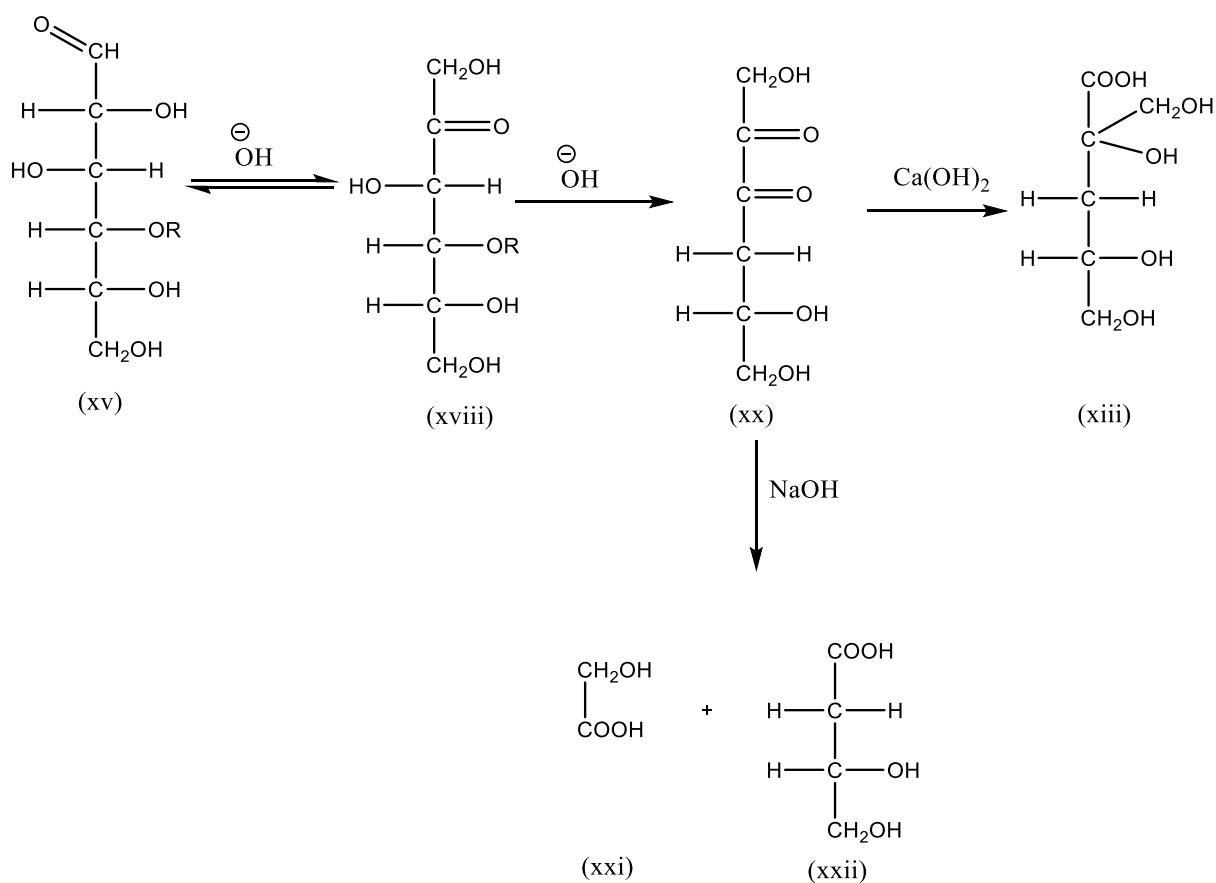 O
CH
H C OH
HO C H
H C OR
H C OH
CH2OH
(xv)
⊖
OH
CH2OH
C O
HO C H
H C OR
H C OH
CH2OH
(xviii)
⊖
OH
CH2OH
C O
C O
H C H
H C OH
CH2OH
(xx)
Ca(OH)2
COOH
CH2OH
C
OH
H C H
H C OH
CH2OH
(xiii)
NaOH
CH2OH
COOH
(xxi)
+
COOH
H C H
H C OH
CH2OH
(xxii)